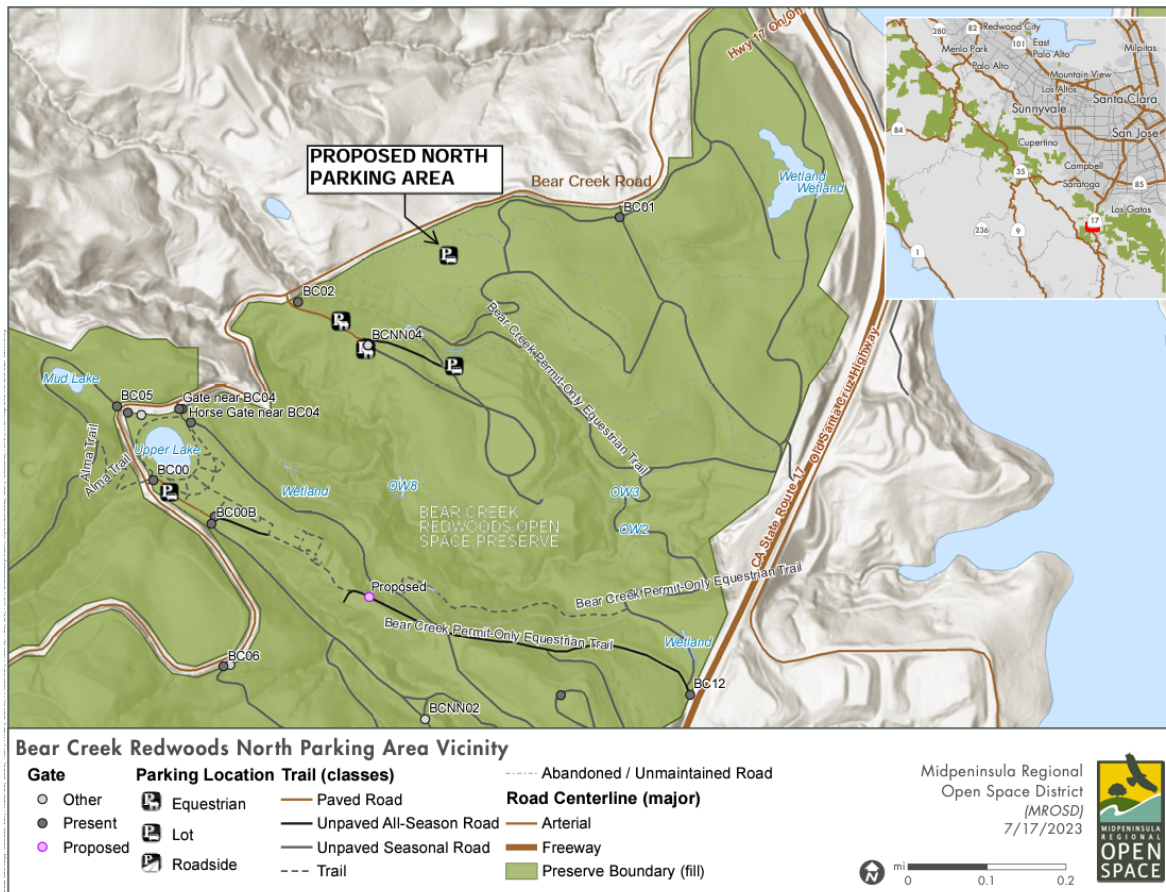 Hwy 17 On On
PROPOSED NORTH
PARKING AREA
Bear Creek Road
Wetland
Wetland
BC01
BC02
BCNN04
Bear Creek Permit-Only Equestrian Trail
Mud Lake
BC05
Gate near BC04
Horse Gate near BC04
Alma Trail
Alma Trail
Upper Lake
BC00
Wetland
OW8
OW3
OW2
BEAR CREEK
REDWOODS OPEN
SPACE PRESERVE
BC00B
CA State Route 17
Old Santa Cruz Highway
Proposed
Bear Creek Permit-Only Equestrian Trail
Bear Creek Permit-Only Equestrian Trail
Wetland
BC06
BC12
BCNN02
Redwood City
82
280
101
East
Palo Alto
Menlo Park
Milpitas
Palo Alto
Mountain View
Los Altos
Santa Clara
Sunnyvale
84
San Jose
Cupertino
35
Campbell
Saratoga
85
17
Los Gatos
236
9
1
Bear Creek Redwoods North Parking Area Vicinity
Gate
Other
Present
Proposed
Parking Location
Equestrian
Lot
Roadside
Trail (classes)
Paved Road
Unpaved All-Season Road
Unpaved Seasonal Road
Trail
Abandoned / Unmaintained Road
Road Centerline (major)
Arterial
Freeway
Preserve Boundary (fill)
Midpeninsula Regional
Open Space District
(MROSD)
7/17/2023
N
mi
0 0.1 0.2
MIDPENINSULA
REGIONAL
OPEN
SPACE